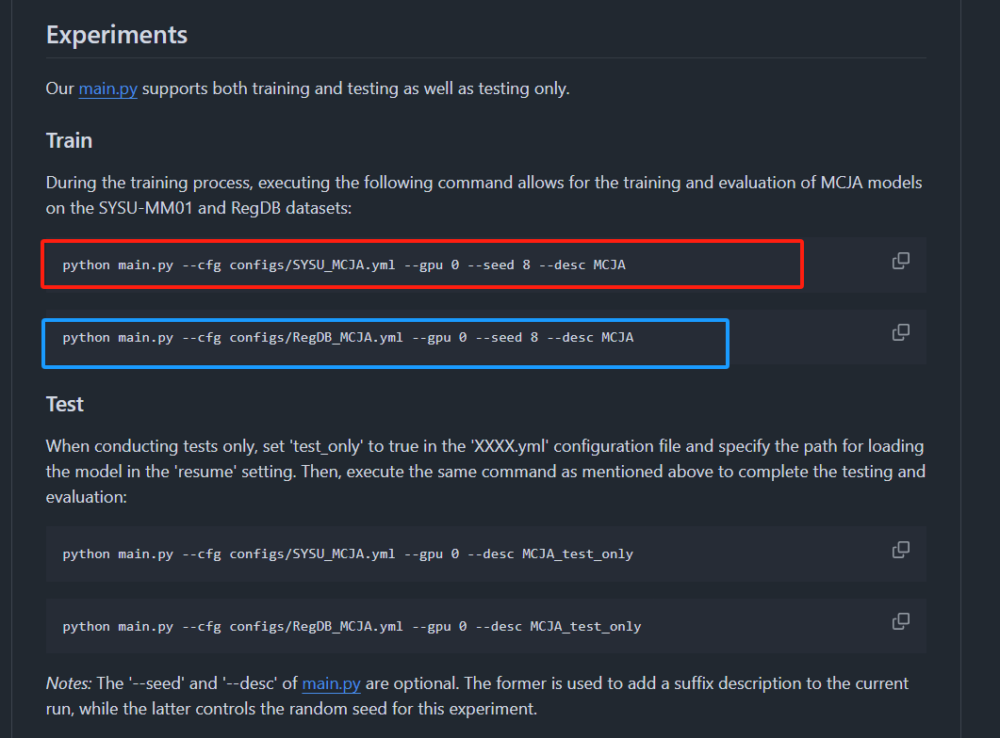 Experiments
Our main.py supports both training and testing as well as testing only.
Train
During the training process, executing the following command allows for the training and evaluation of MCJA models
on the SYSU-MM01 and RegDB datasets:
python main.py --cfg configs/SYSU_MCJA.yml --gpu 0 --seed 8 --desc MCJA
python main.py --cfg configs/RegDB_MCJA.yml --gpu 0 --seed 8 --desc MCJA
Test
When conducting tests only, set 'test_only' to true in the 'XXXX.yml' configuration file and specify the path for loading
the model in the 'resume' setting. Then, execute the same command as mentioned above to complete the testing and
evaluation:
python main.py --cfg configs/SYSU_MCJA.yml --gpu 0 --desc MCJA_test_only
python main.py --cfg configs/RegDB_MCJA.yml --gpu 0 --desc MCJA_test_only
Notes: The '--seed' and '--desc' of main.py are optional. The former is used to add a suffix description to the current
run, while the latter controls the random seed for this experiment.